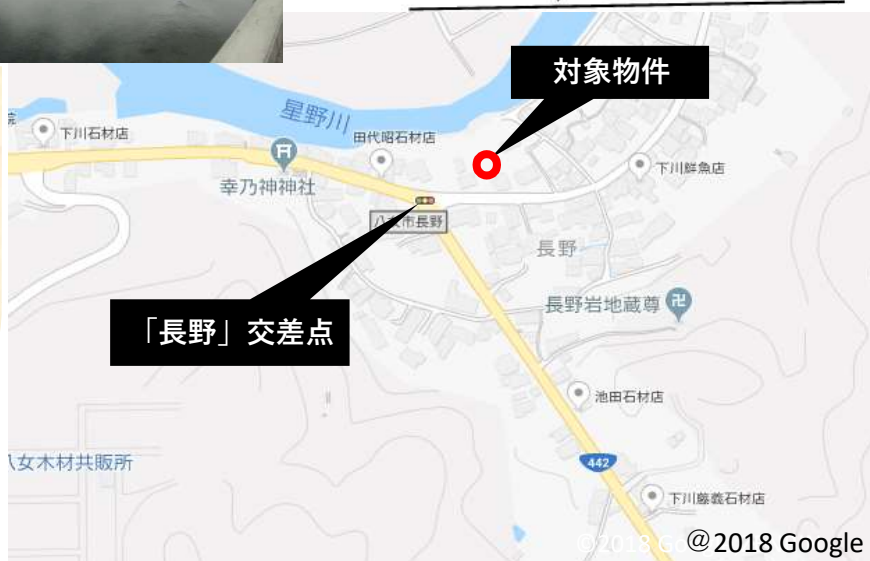 対象物件
星野川
田代昭石材店
下川石材店
院
幸乃神神社
下川鮮魚店
八女市長野
長野
長野岩地蔵尊
「長野」交差点
池田石材店
442
八女木材共販所
下川藤義石材店
@2018 Google